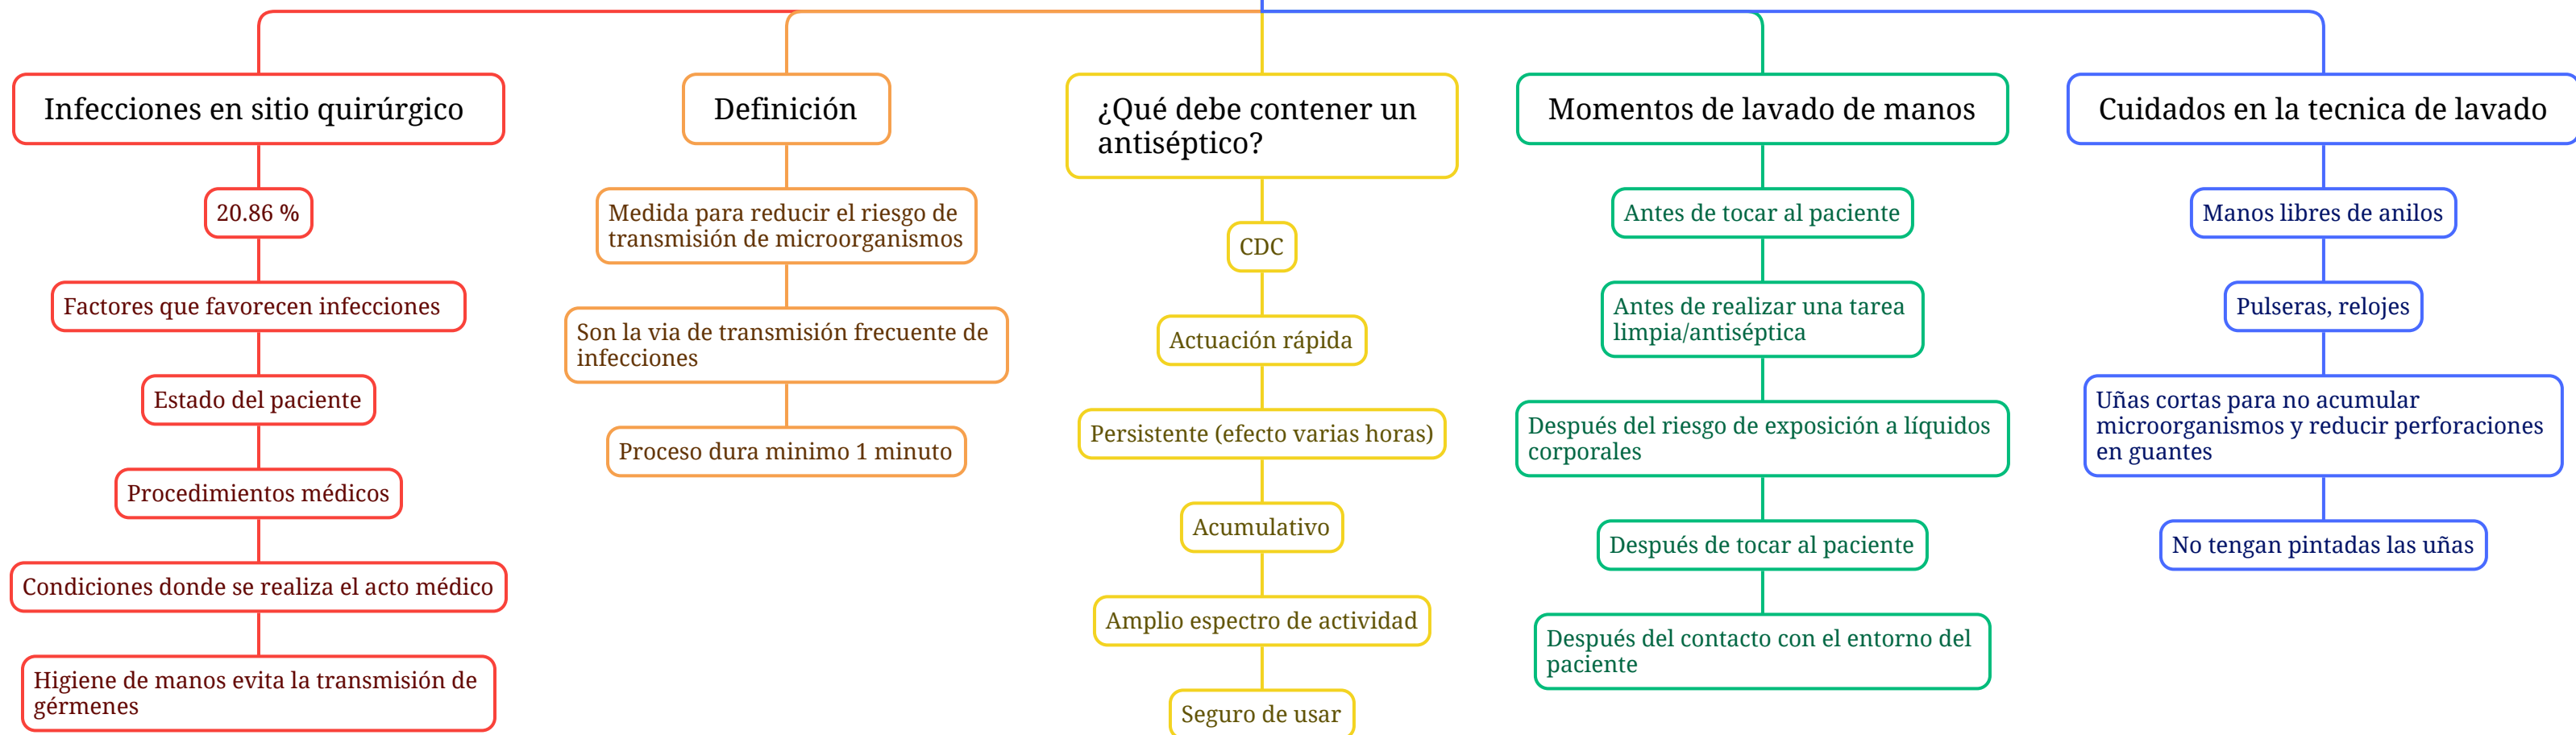 Infecciones en sitio quirúrgico
20.86 %
Factores que favorecen infecciones
Estado del paciente
Procedimientos médicos
Condiciones donde se realiza el acto médico
Higiene de manos evita la transmisión de
gérmenes
Definición
Medida para reducir el riesgo de
transmisión de microorganismos
Son la via de transmisión frecuente de
infecciones
Proceso dura minimo 1 minuto
¿Qué debe contener un
antiséptico?
CDC
Actuación rápida
Persistente (efecto varias horas)
Acumulativo
Amplio espectro de actividad
Seguro de usar
Momentos de lavado de manos
Antes de tocar al paciente
Antes de realizar una tarea
limpia/antiséptica
Después del riesgo de exposición a líquidos
corporales
Después de tocar al paciente
Después del contacto con el entorno del
paciente
Cuidados en la tecnica de lavado
Manos libres de anilos
Pulseras, relojes
Uñas cortas para no acumular
microorganismos y reducir perforaciones
en guantes
No tengan pintadas las uñas